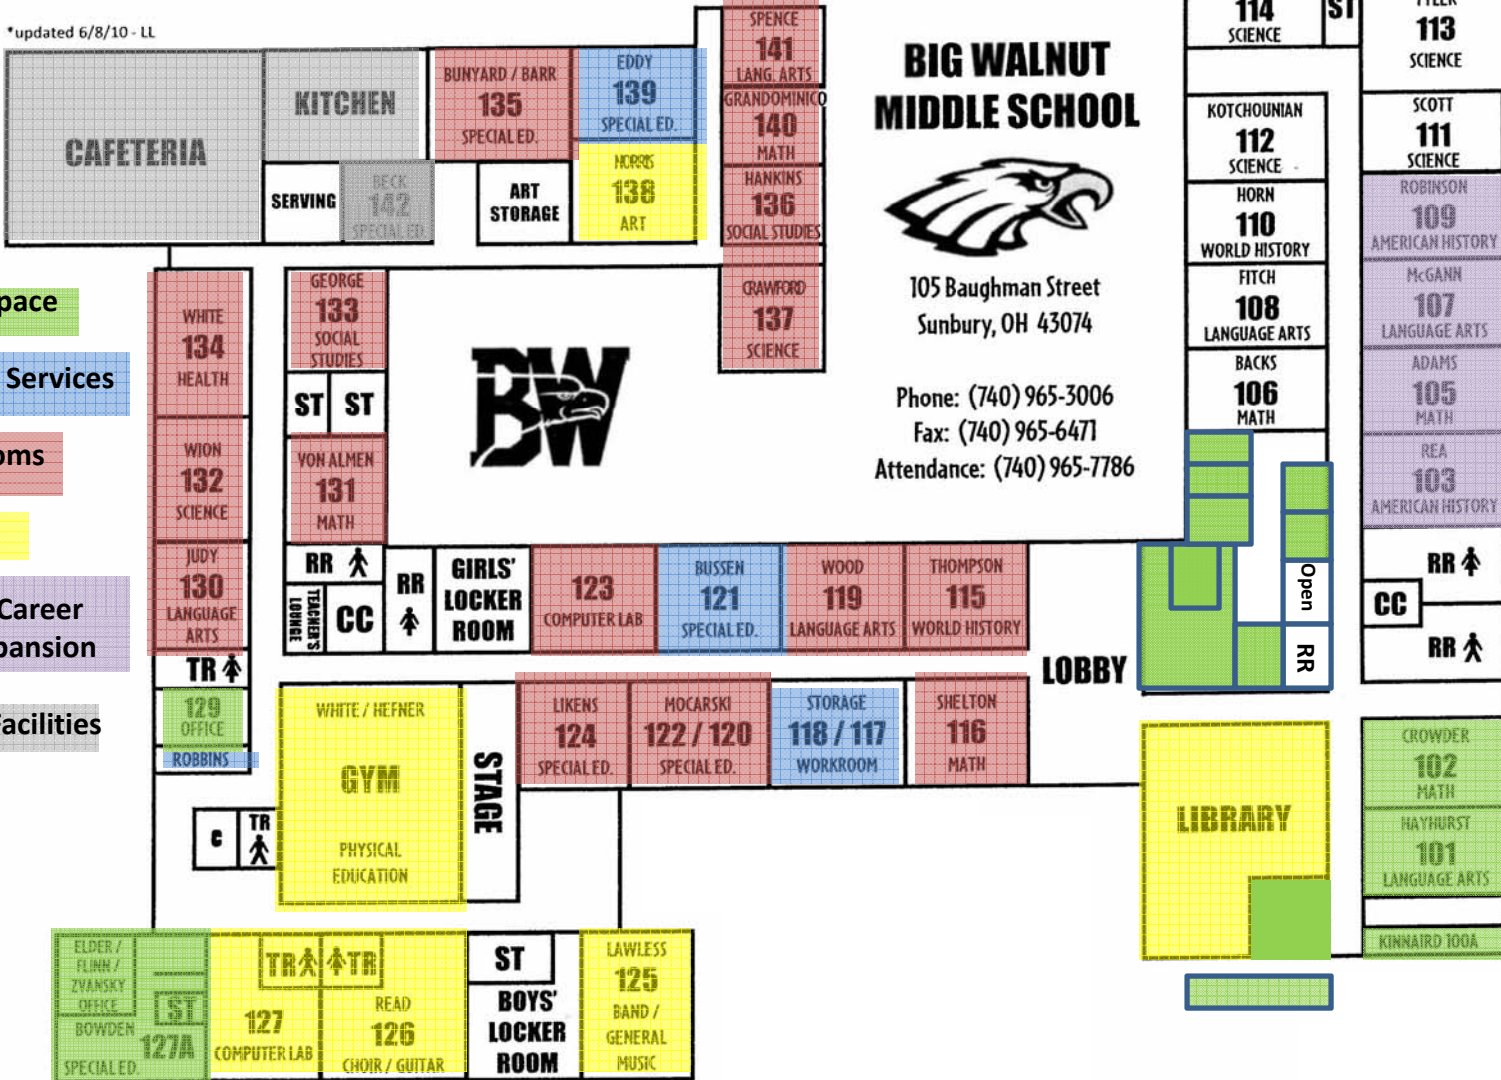 *updated 6/8/10 - LL
CAFETERIA
KITCHEN
SERVING
BECK
142
SPECIAL ED.
BUNYARD / BARR
135
SPECIAL ED.
ART
STORAGE
EDDY
139
SPECIAL ED.
NORRIS
138
ART
SPENCE
141
LANG. ARTS
GRANDOMINICO
140
MATH
HANKINS
136
SOCIAL STUDIES
CRAWFORD
137
SCIENCE
BIG WALNUT
MIDDLE SCHOOL
105 Baughman Street
Sunbury, OH 43074
Phone: (740) 965-3006
Fax: (740) 965-6471
Attendance: (740) 965-7786
BW
114
SCIENCE
ST
113
SCIENCE
KOTCHOUNIAN
112
SCIENCE
SCOTT
111
SCIENCE
HORN
110
WORLD HISTORY
ROBINSON
109
AMERICAN HISTORY
FITCH
108
LANGUAGE ARTS
McGANN
107
LANGUAGE ARTS
BACKS
106
MATH
ADAMS
105
MATH
REA
103
AMERICAN HISTORY
pace
Services
oms
Career
pansion
Facilities
WHITE
134
HEALTH
WION
132
SCIENCE
JUDY
130
LANGUAGE
ARTS
TR
129
OFFICE
ROBBINS
GEORGE
133
SOCIAL
STUDIES
ST
ST
VON ALMEN
131
MATH
RR
TEACHER'S
LOUNGE
CC
RR
GIRLS'
LOCKER
ROOM
123
COMPUTER LAB
BUSSEN
121
SPECIAL ED.
WOOD
119
LANGUAGE ARTS
THOMPSON
115
WORLD HISTORY
LOBBY
Open
RR
RR
CC
RR
C
TR
WHITE / HEFNER
GYM
PHYSICAL
EDUCATION
STAGE
LIKENS
124
SPECIAL ED.
MOCARSKI
122 / 120
SPECIAL ED.
STORAGE
118 / 117
WORKROOM
SHELTON
116
MATH
LIBRARY
CROWDER
102
MATH
HAYHURST
101
LANGUAGE ARTS
KINNAIRD 100A
ELDER /
FLINN /
ZVANSKY
OFFICE
ST
BOWDEN
127A
SPECIAL ED.
TR
TR
127
COMPUTER LAB
READ
126
CHOIR / GUITAR
ST
BOYS'
LOCKER
ROOM
LAWLESS
125
BAND /
GENERAL
MUSIC